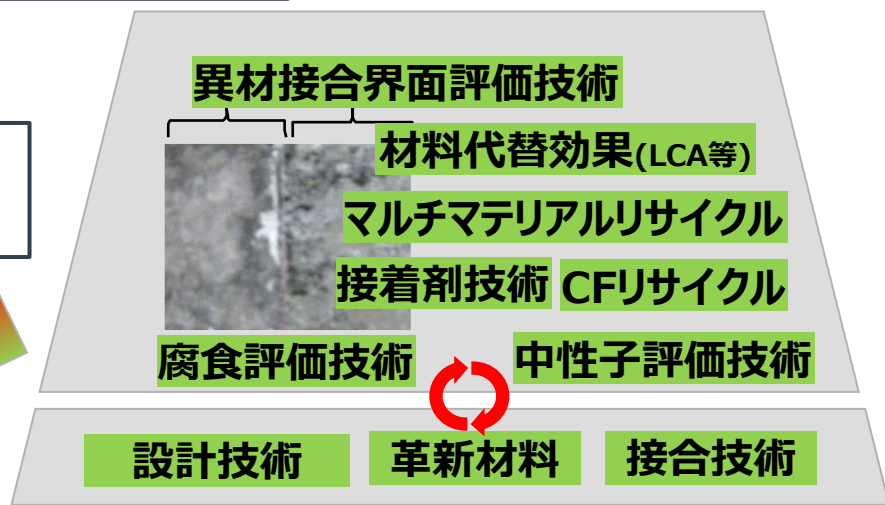 異材接合界面評価技術
材料代替効果(LCA等)
マルチマテリアルリサイクル
接着剤技術 CFリサイクル
腐食評価技術 中性子評価技術
設計技術 革新材料 接合技術